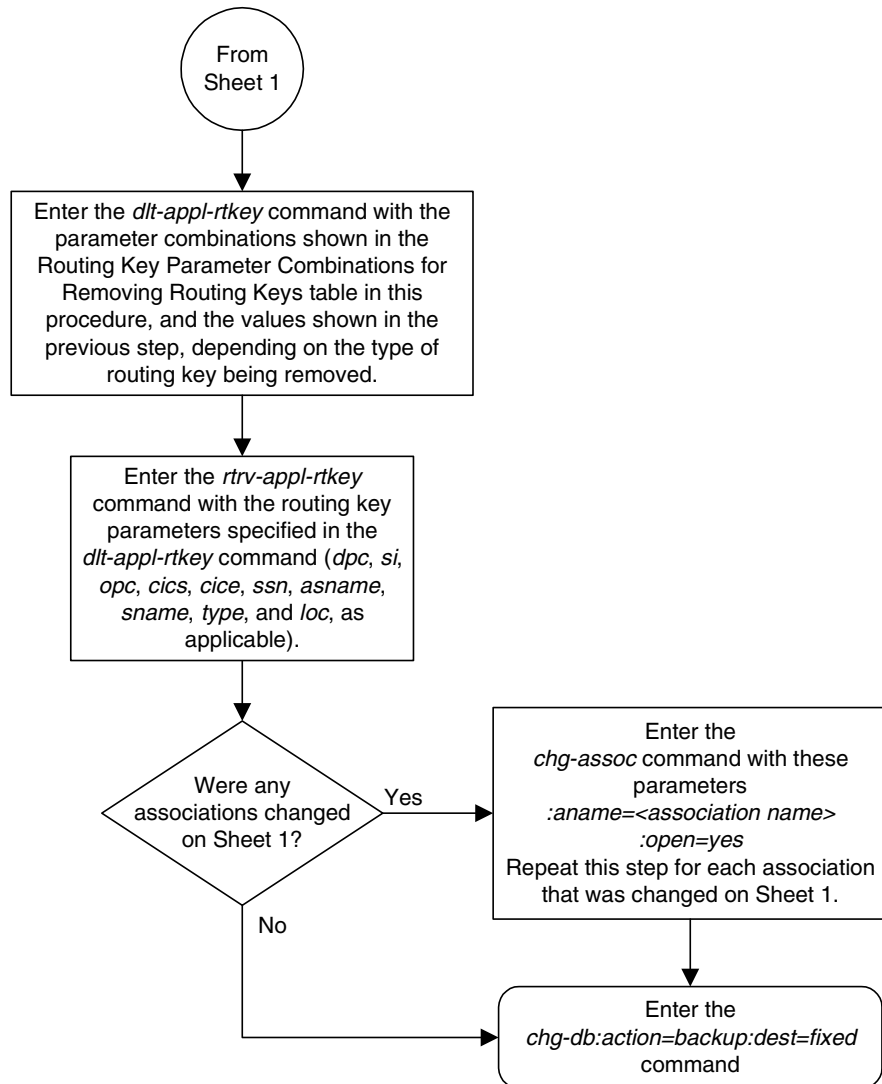 From
Sheet 1
Enter the dlt-appl-rtkey command with the
parameter combinations shown in the
Routing Key Parameter Combinations for
Removing Routing Keys table in this
procedure, and the values shown in the
previous step, depending on the type of
routing key being removed.
Enter the rtrv-appl-rtkey
command with the routing key
parameters specified in the
dlt-appl-rtkey command (dpc, si,
opc, cics, cice, ssn, asname,
sname, type, and loc, as
applicable).
Were any
associations changed
on Sheet 1?
Yes
No
Enter the
chg-assoc command with these
parameters
:aname=<association name>
:open=yes
Repeat this step for each association
that was changed on Sheet 1.
Enter the
chg-db:action=backup:dest=fixed
command